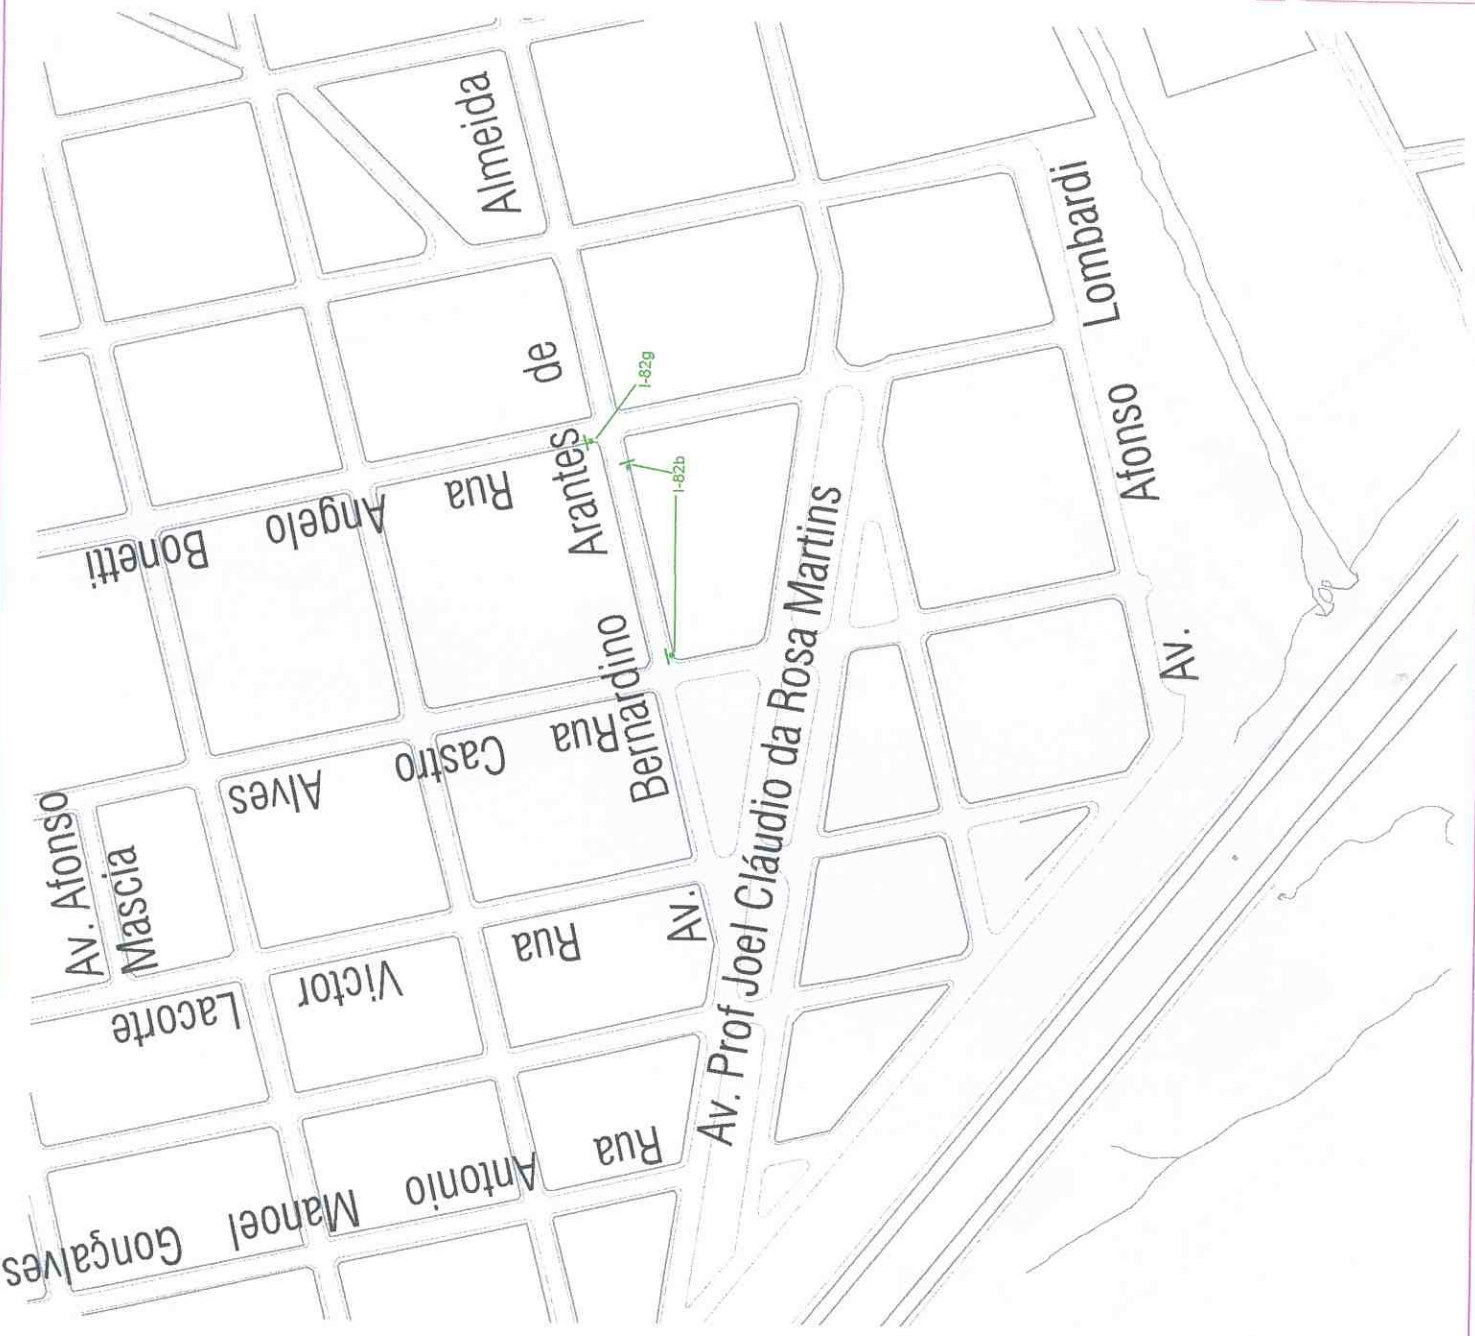 Av. Bernardino Arantes de Almeida
I-82g
I-82b
Rua Angelo Bonetti
Av. Afonso Lombardi
Av. Prof Joel Cláudio da Rosa Martins
Rua Castro Alves
Av. Afonso
Mascia
Rua Victor Lacorte
Rua Antonio Manoel Gonçalves